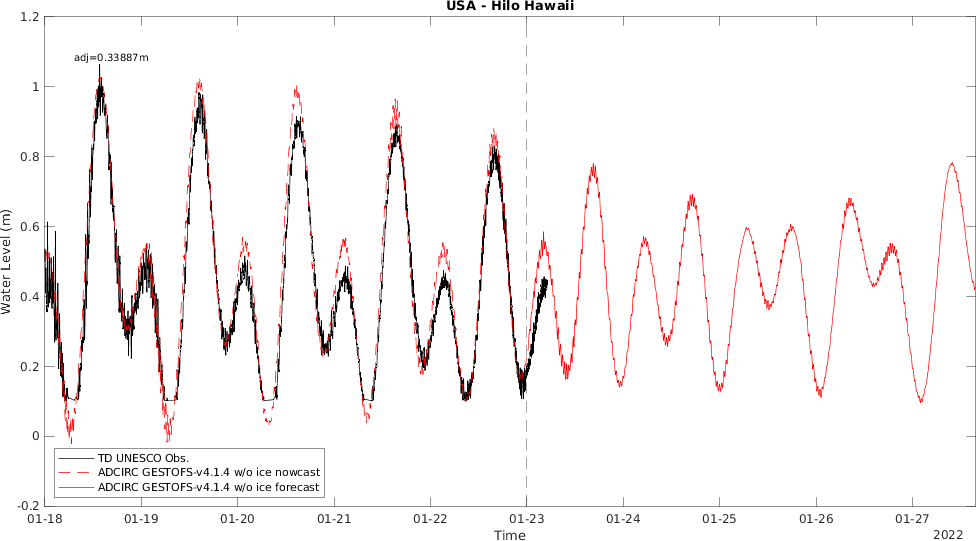 USA - Hilo Hawaii
adj=0.33887m
1.2
1
0.8
0.6
0.4
0.2
0
-0.2
Water Level (m)
TD UNESCO Obs.
ADCIRC GESTOFS-v4.1.4 w/o ice nowcast
ADCIRC GESTOFS-v4.1.4 w/o ice forecast
01-18 01-19 01-20 01-21 01-22 01-23 01-24 01-25 01-26 01-27
Time
2022